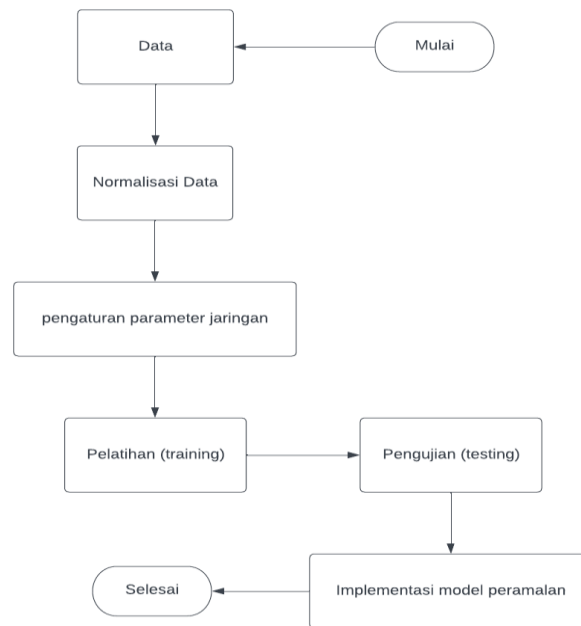 Mulai
Data
Normalisasi Data
pengaturan parameter jaringan
Pelatihan (training)
Pengujian (testing)
Implementasi model peramalan
Selesai